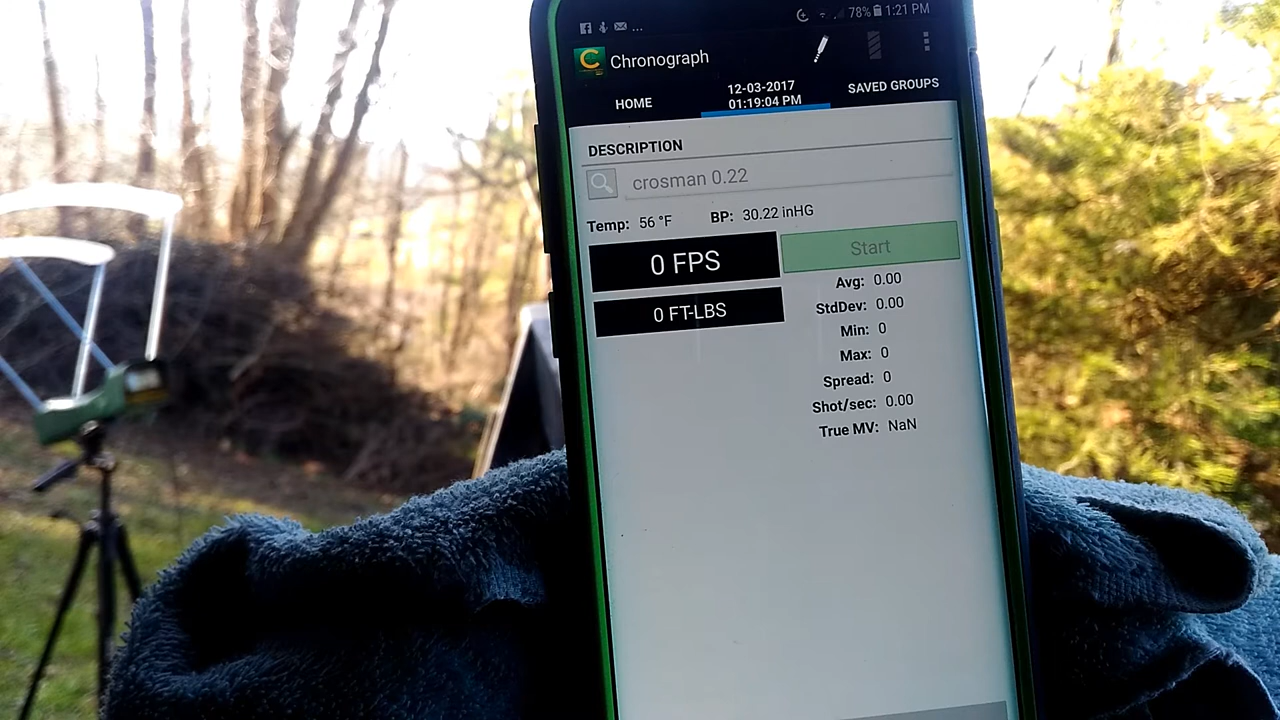 78% 1:21 PM
C Chronograph
HOME
12-03-2017
01:19:04 PM
SAVED GROUPS
DESCRIPTION
crosman 0.22
Temp: 56 °F BP: 30.22 inHG
0 FPS
Start
0 FT-LBS
Avg: 0.00
StdDev: 0.00
Min: 0
Max: 0
Spread: 0
Shot/sec: 0.00
True MV: NaN